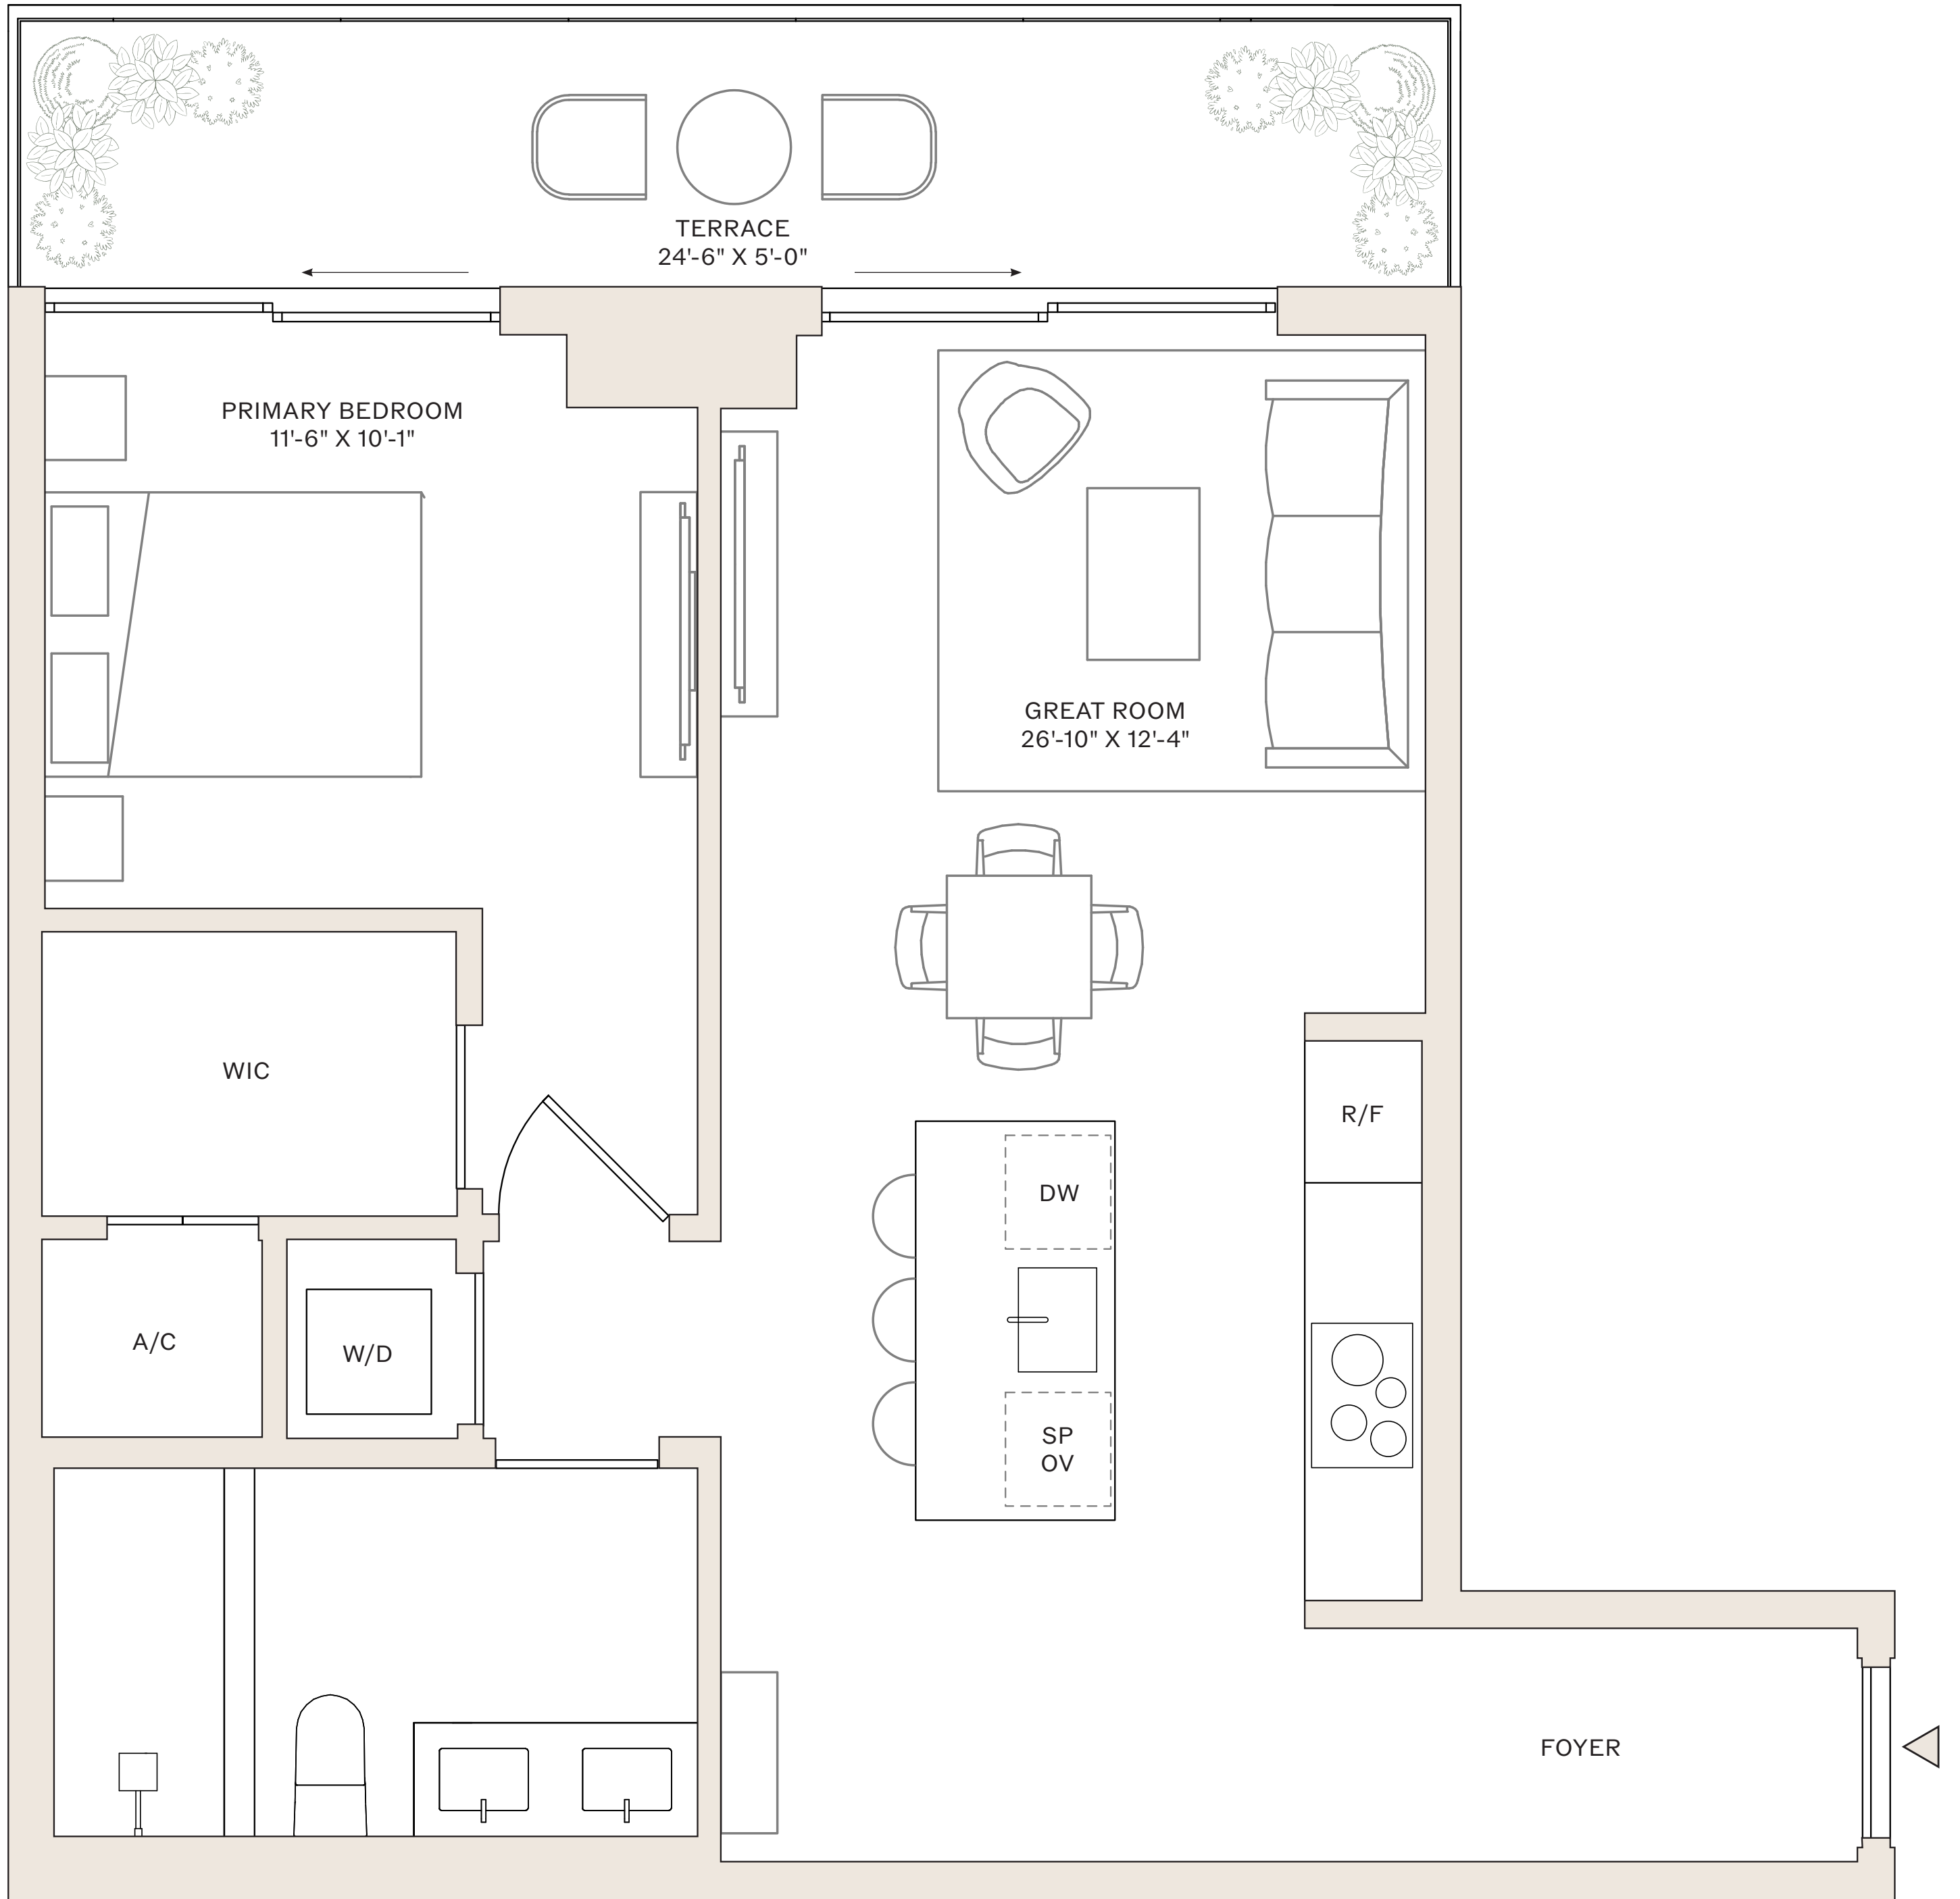 TERRACE
24'-6" X 5'-0"
PRIMARY BEDROOM
11'-6" X 10'-1"
GREAT ROOM
26'-10" X 12'-4"
WIC
R/F
DW
A/C
W/D
SP
OV
FOYER